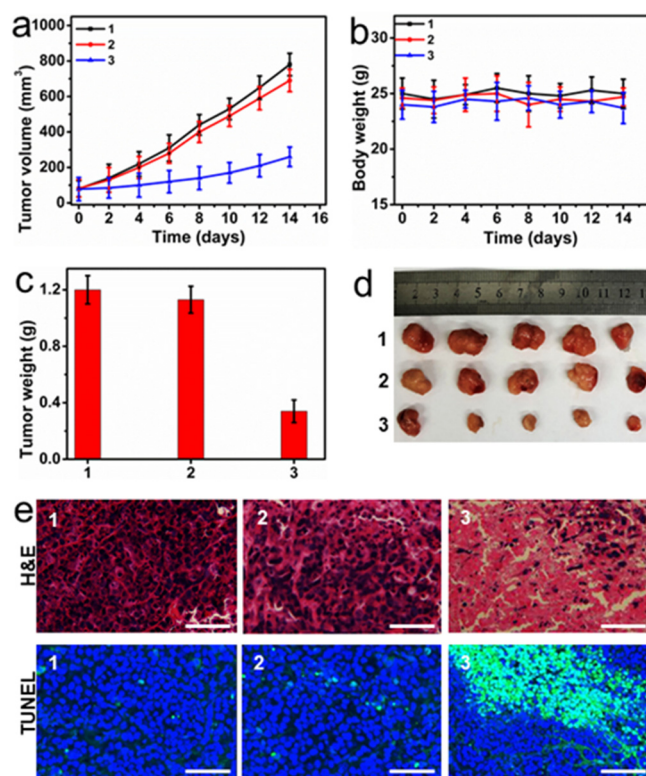 a
1
2
3
Tumor volume (mm³)
1000
800
600
400
200
0
0 2 4 6 8 10 12 14 16
Time (days)
b
1
2
3
Body weight (g)
30
25
20
15
0 2 4 6 8 10 12 14
Time (days)
c
Tumor weight (g)
1.2
0.8
0.4
0.0
1 2 3
d
2 3 4 5 6 7 8 9 10 11 12 1
1
2
3
e
H&E
1 2 3
TUNEL
1 2 3